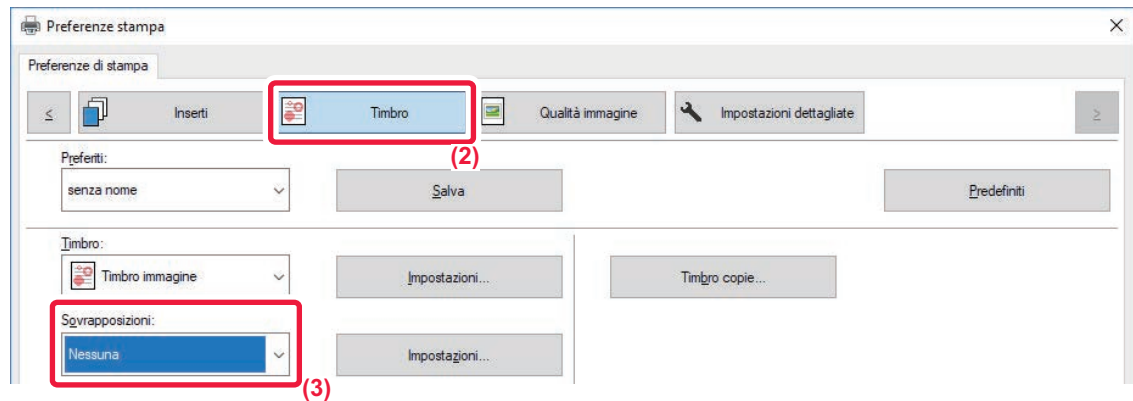 Preferenze stampa
Preferenze di stampa
< Inserti Timbro Qualità immagine Impostazioni dettagliate >
(2)
Preferiti:
senza nome Salva Predefiniti
Timbro:
Timbro immagine Impostazioni... Timbro copie...
Sovrapposizioni:
Nessuna Impostazioni...
(3)